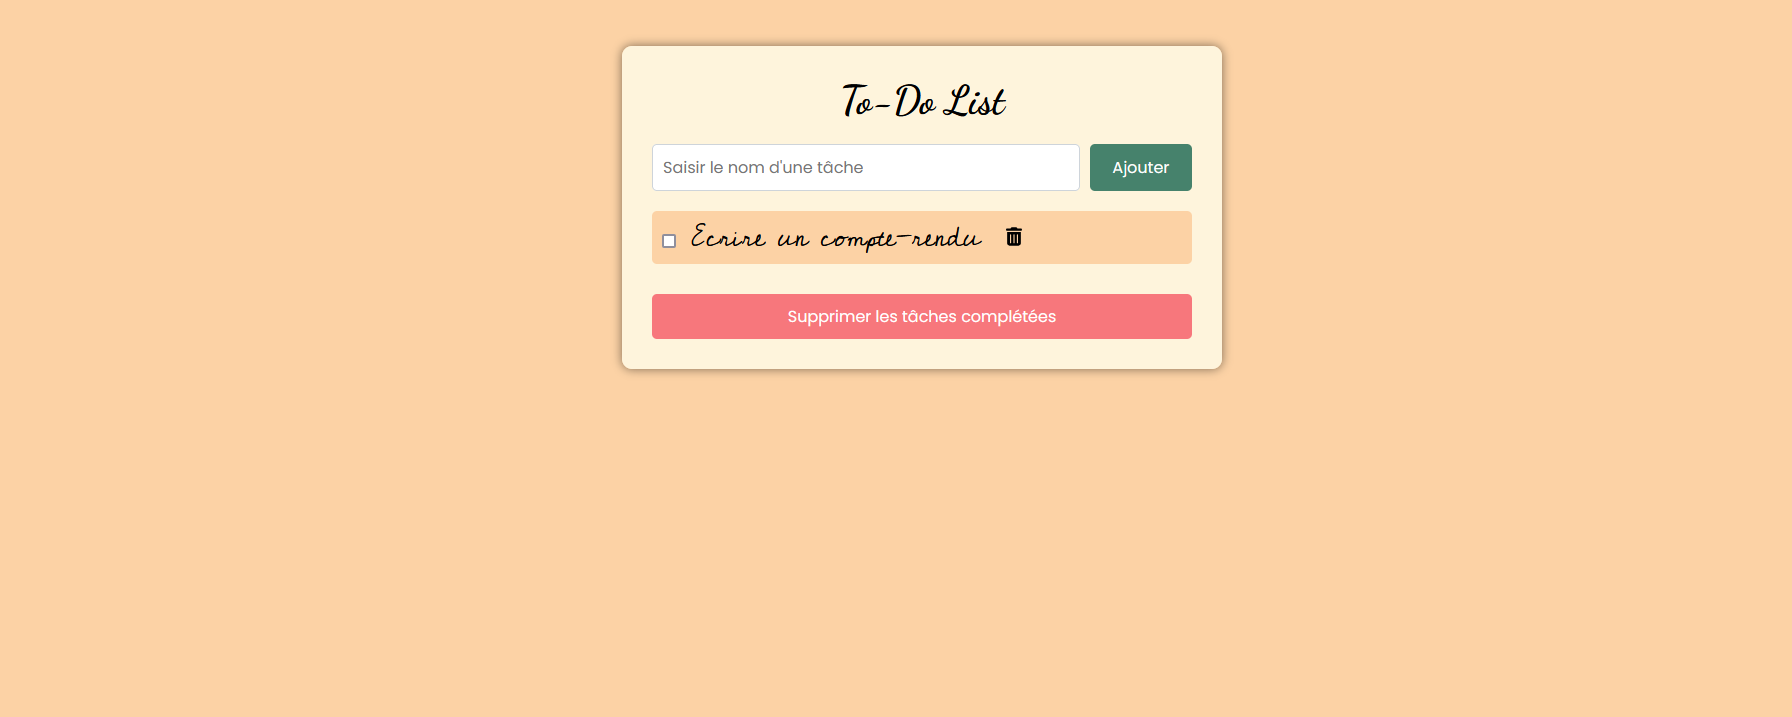 To-Do List
Saisir le nom d'une tâche
Ajouter
Ecrire un compte-rendu
Supprimer les tâches complétées